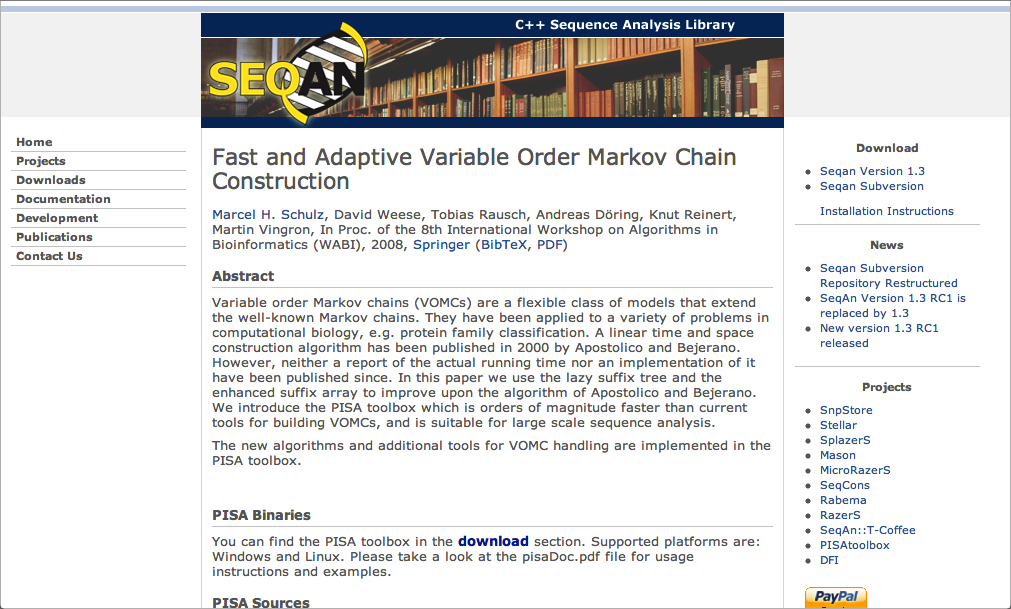 C++ Sequence Analysis Library
SEQAN
Home
Projects
Downloads
Documentation
Development
Publications
Contact Us
Fast and Adaptive Variable Order Markov Chain
Construction
Marcel H. Schulz, David Weese, Tobias Rausch, Andreas Döring, Knut Reinert,
Martin Vingron, In Proc. of the 8th International Workshop on Algorithms in
Bioinformatics (WABI), 2008, Springer (BibTeX, PDF)
Abstract
Variable order Markov chains (VOMCs) are a flexible class of models that extend
the well-known Markov chains. They have been applied to a variety of problems in
computational biology, e.g. protein family classification. A linear time and space
construction algorithm has been published in 2000 by Apostolico and Bejerano.
However, neither a report of the actual running time nor an implementation of it
have been published since. In this paper we use the lazy suffix tree and the
enhanced suffix array to improve upon the algorithm of Apostolico and Bejerano.
We introduce the PISA toolbox which is orders of magnitude faster than current
tools for building VOMCs, and is suitable for large scale sequence analysis.
The new algorithms and additional tools for VOMC handling are implemented in the
PISA toolbox.
PISA Binaries
You can find the PISA toolbox in the download section. Supported platforms are:
Windows and Linux. Please take a look at the pisaDoc.pdf file for usage
instructions and examples.
PISA Sources
Download
Seqan Version 1.3
Seqan Subversion
Installation Instructions
News
Seqan Subversion
Repository Restructured
SeqAn Version 1.3 RC1 is
replaced by 1.3
New version 1.3 RC1
released
Projects
SnpStore
Stellar
SplazerS
Mason
MicroRazerS
SeqCons
Rabema
RazerS
SeqAn::T-Coffee
PISAtoolbox
DFI
PayPal